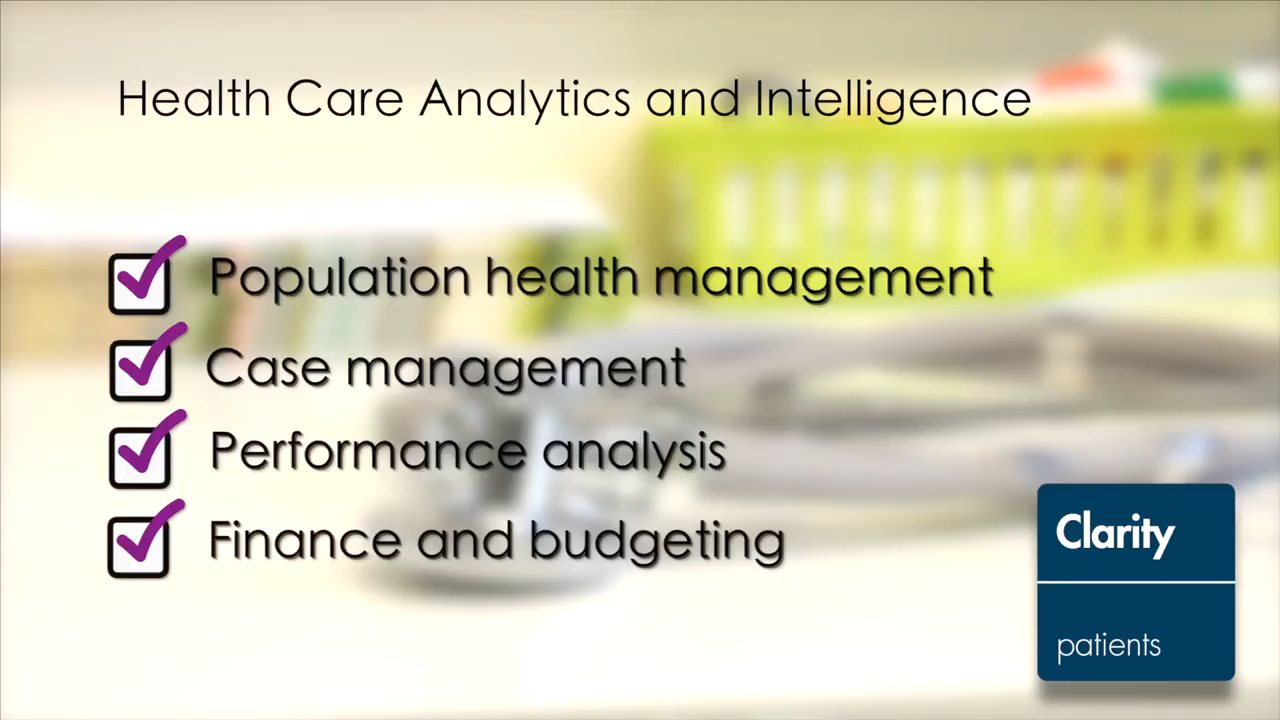 Health Care Analytics and Intelligence
Population health management
Case management
Performance analysis
Finance and budgeting
Clarity
patients